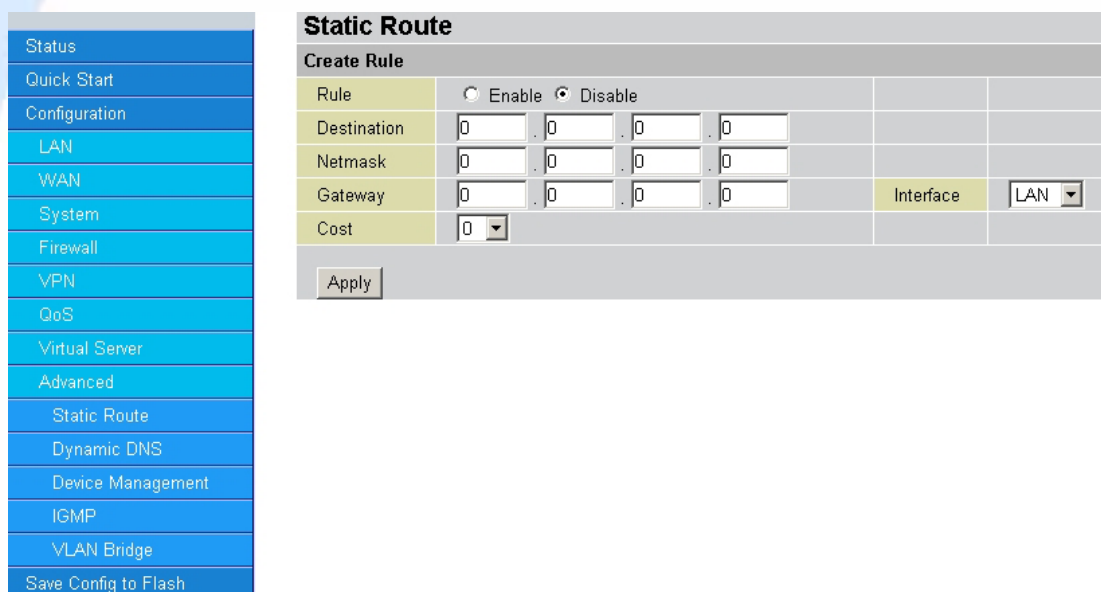 Status
Quick Start
Configuration
LAN
WAN
System
Firewall
VPN
QoS
Virtual Server
Advanced
Static Route
Dynamic DNS
Device Management
IGMP
VLAN Bridge
Save Config to Flash
Static Route
Create Rule
Rule Enable Disable
Destination 0 . 0 . 0 . 0
Netmask 0 . 0 . 0 . 0
Gateway 0 . 0 . 0 . 0 Interface LAN
Cost 0
Apply